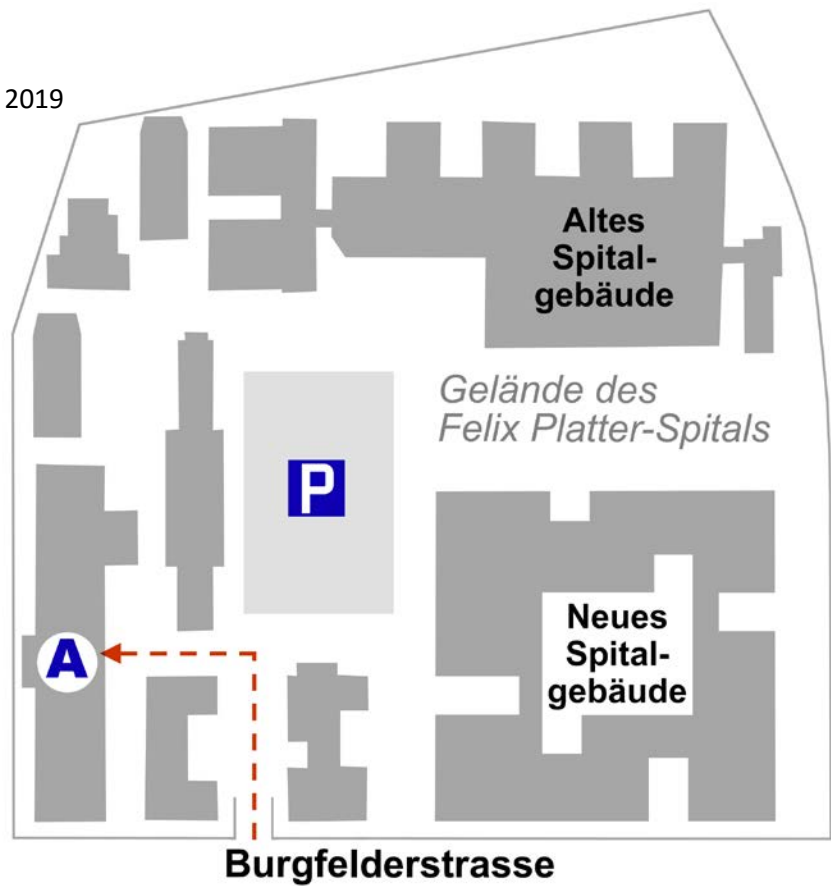 2019
Altes
Spital-
gebäude
Gelände des
Felix Platter-Spitals
P
Neues
Spital-
gebäude
A
Burgfelderstrasse